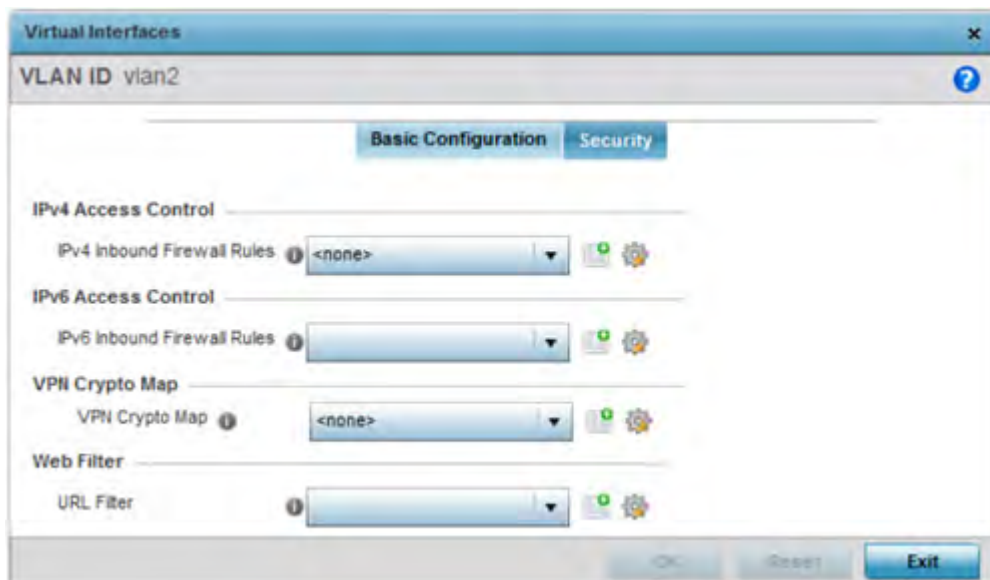 Virtual Interfaces
VLAN ID vlan2
Basic Configuration Security
IPv4 Access Control
IPv4 Inbound Firewall Rules <none>
IPv6 Access Control
IPv6 Inbound Firewall Rules
VPN Crypto Map
VPN Crypto Map <none>
Web Filter
URL Filter
OK Reset Exit